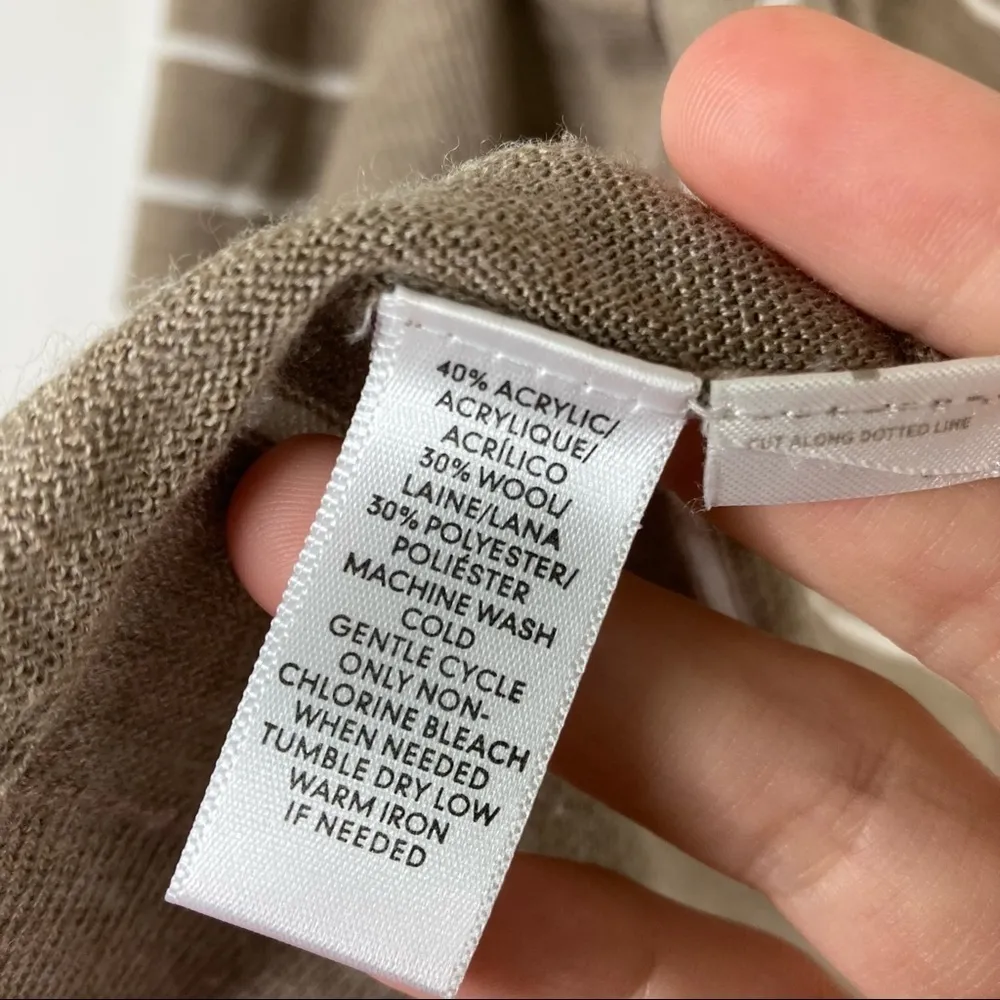 40% ACRYLIC/
ACRYLIQUE/
ACRÍLICO
30% WOOL/
LAINE/LANA
30% POLYESTER/
POLIÉSTER
MACHINE WASH
COLD
GENTLE CYCLE
ONLY NON-
CHLORINE BLEACH
WHEN NEEDED
TUMBLE DRY LOW
WARM IRON
IF NEEDED
CUT ALONG DOTTED LINE